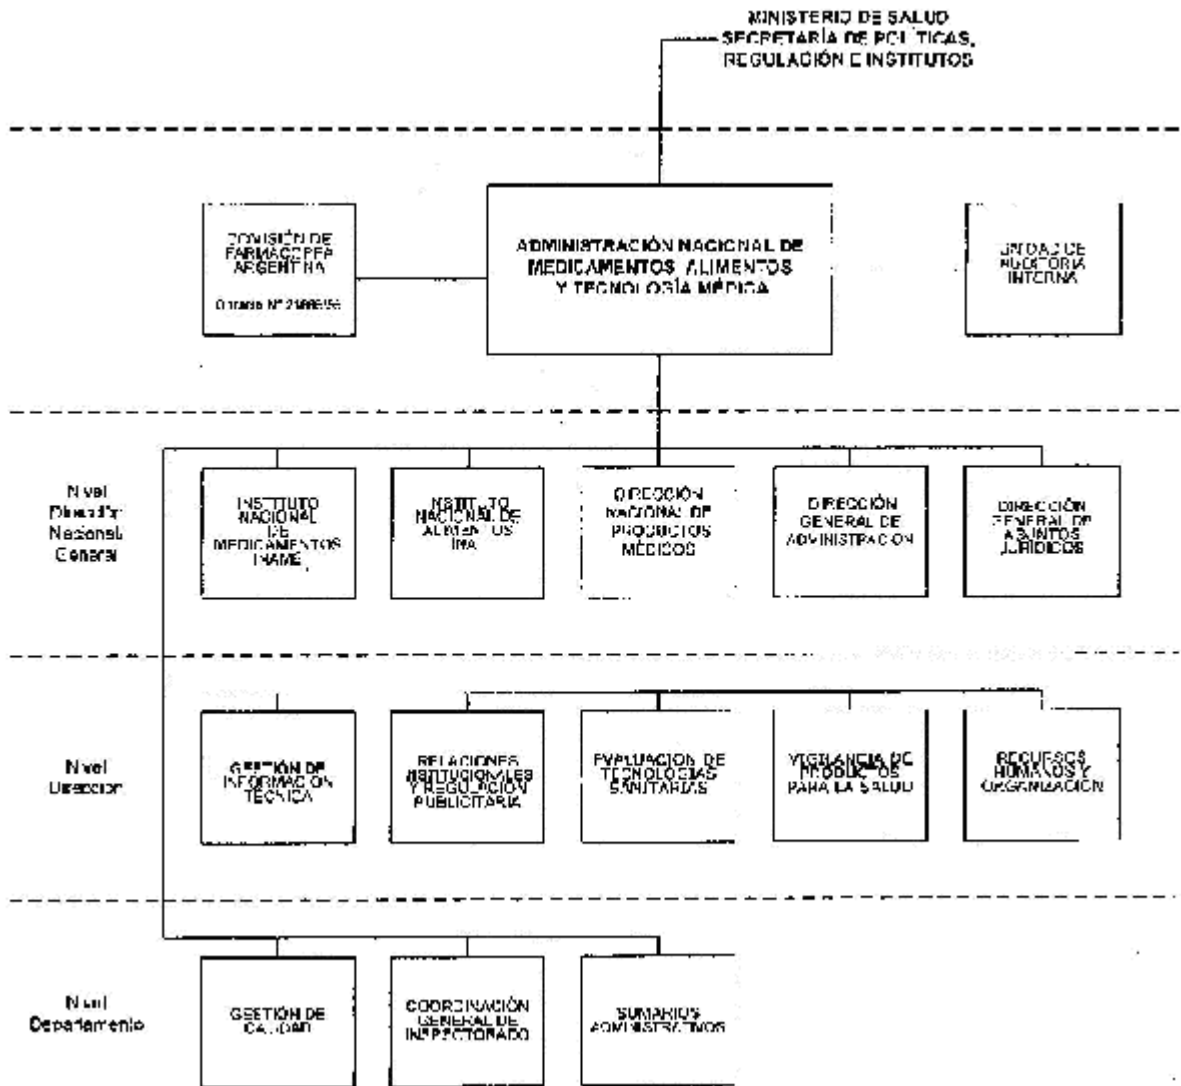 MINISTERIO DE SALUD
SECRETARÍA DE POLÍTICAS,
REGULACIÓN E INSTITUTOS
COMISIÓN DE
FARMACOPEA
ARGENTINA
ADMINISTRACIÓN NACIONAL DE
MEDICAMENTOS, ALIMENTOS
Y TECNOLOGÍA MÉDICA
UNIDAD DE
AUDITORÍA
INTERNA
Nivel
Dirección
Nacional
General
INSTITUTO
NACIONAL
DE
MEDICAMENTOS
INAME
INSTITUTO
NACIONAL DE
ALIMENTOS
INAL
DIRECCIÓN
NACIONAL DE
PRODUCTOS
MÉDICOS
DIRECCIÓN
GENERAL DE
ADMINISTRACIÓN
DIRECCIÓN
GENERAL DE
ASUNTOS
JURÍDICOS
Nivel
Dirección
GESTIÓN DE
INFORMACIÓN
TÉCNICA
RELACIONES
INSTITUCIONALES
Y REGULACIÓN
PUBLICITARIA
EVALUACIÓN DE
TECNOLOGÍAS
SANITARIAS
VIGILANCIA DE
PRODUCTOS
PARA LA SALUD
RECURSOS
HUMANOS Y
ORGANIZACIÓN
Nivel
Departamento
GESTIÓN DE
CALIDAD
COORDINACIÓN
GENERAL DE
INSPECTORADO
SUMARIOS
ADMINISTRATIVOS